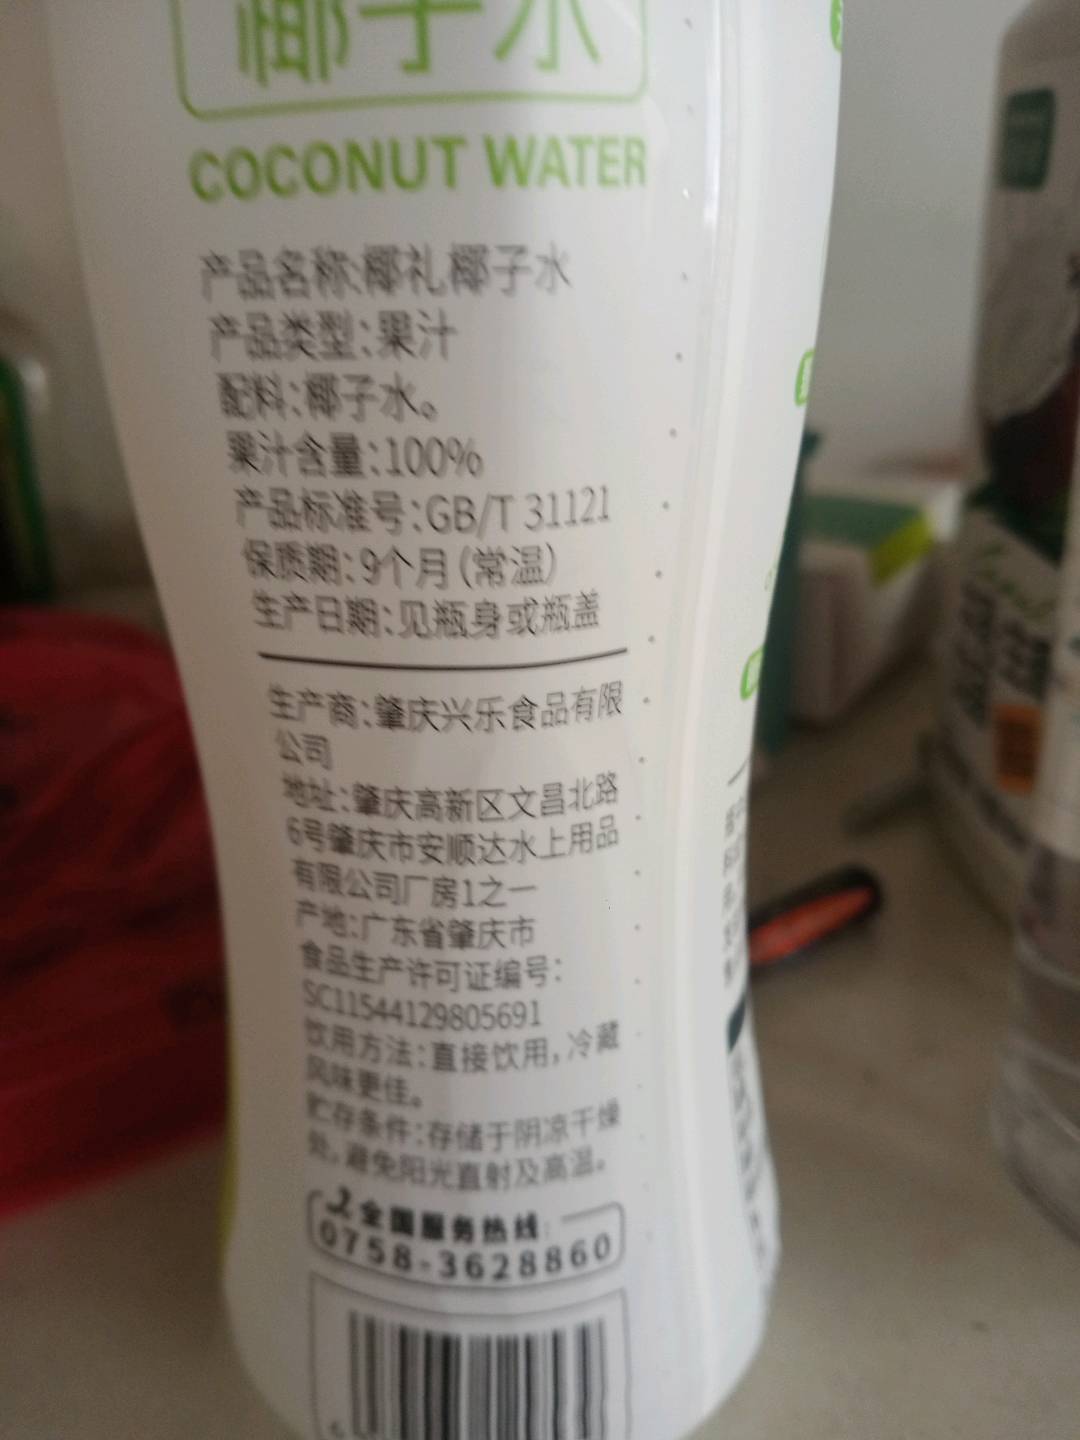 椰子水
COCONUT WATER
产品名称:椰礼椰子水
产品类型:果汁
配料:椰子水。
果汁含量:100%
产品标准号:GB/T 31121
保质期:9个月(常温)
生产日期:见瓶身或瓶盖
生产商:肇庆兴乐食品有限
公司
地址:肇庆高新区文昌北路
6号肇庆市安顺达水上用品
有限公司厂房1之一
产地:广东省肇庆市
食品生产许可证编号:
SC11544129805691
饮用方法:直接饮用,冷藏
风味更佳。
贮存条件:存储于阴凉干燥
处,避免阳光直射及高温。
全国服务热线:
0758-3628860